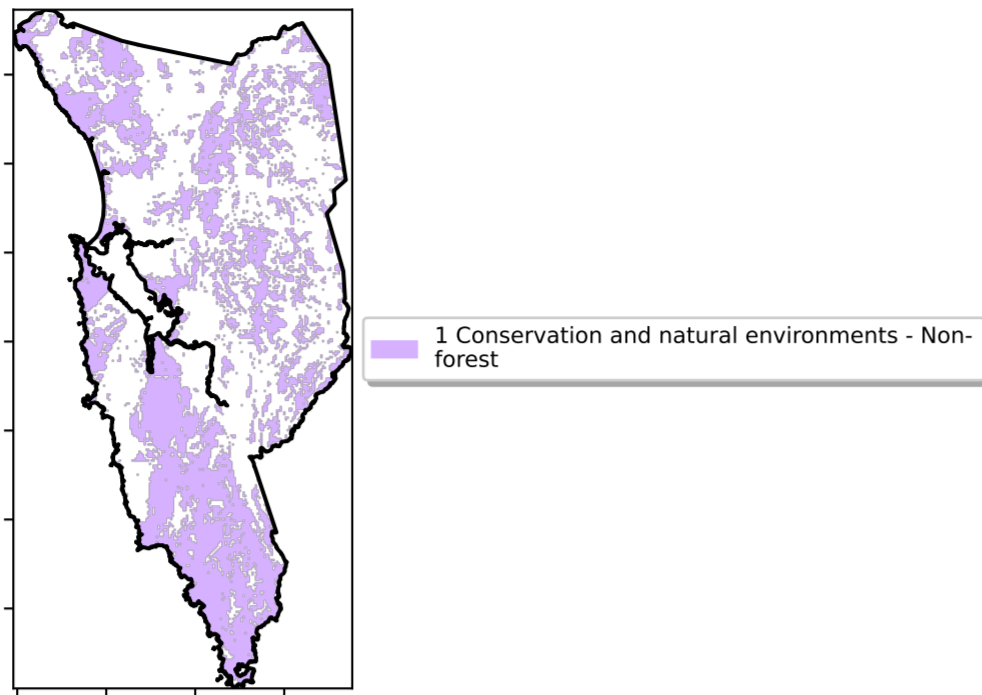 1 Conservation and natural environments - Non-
forest